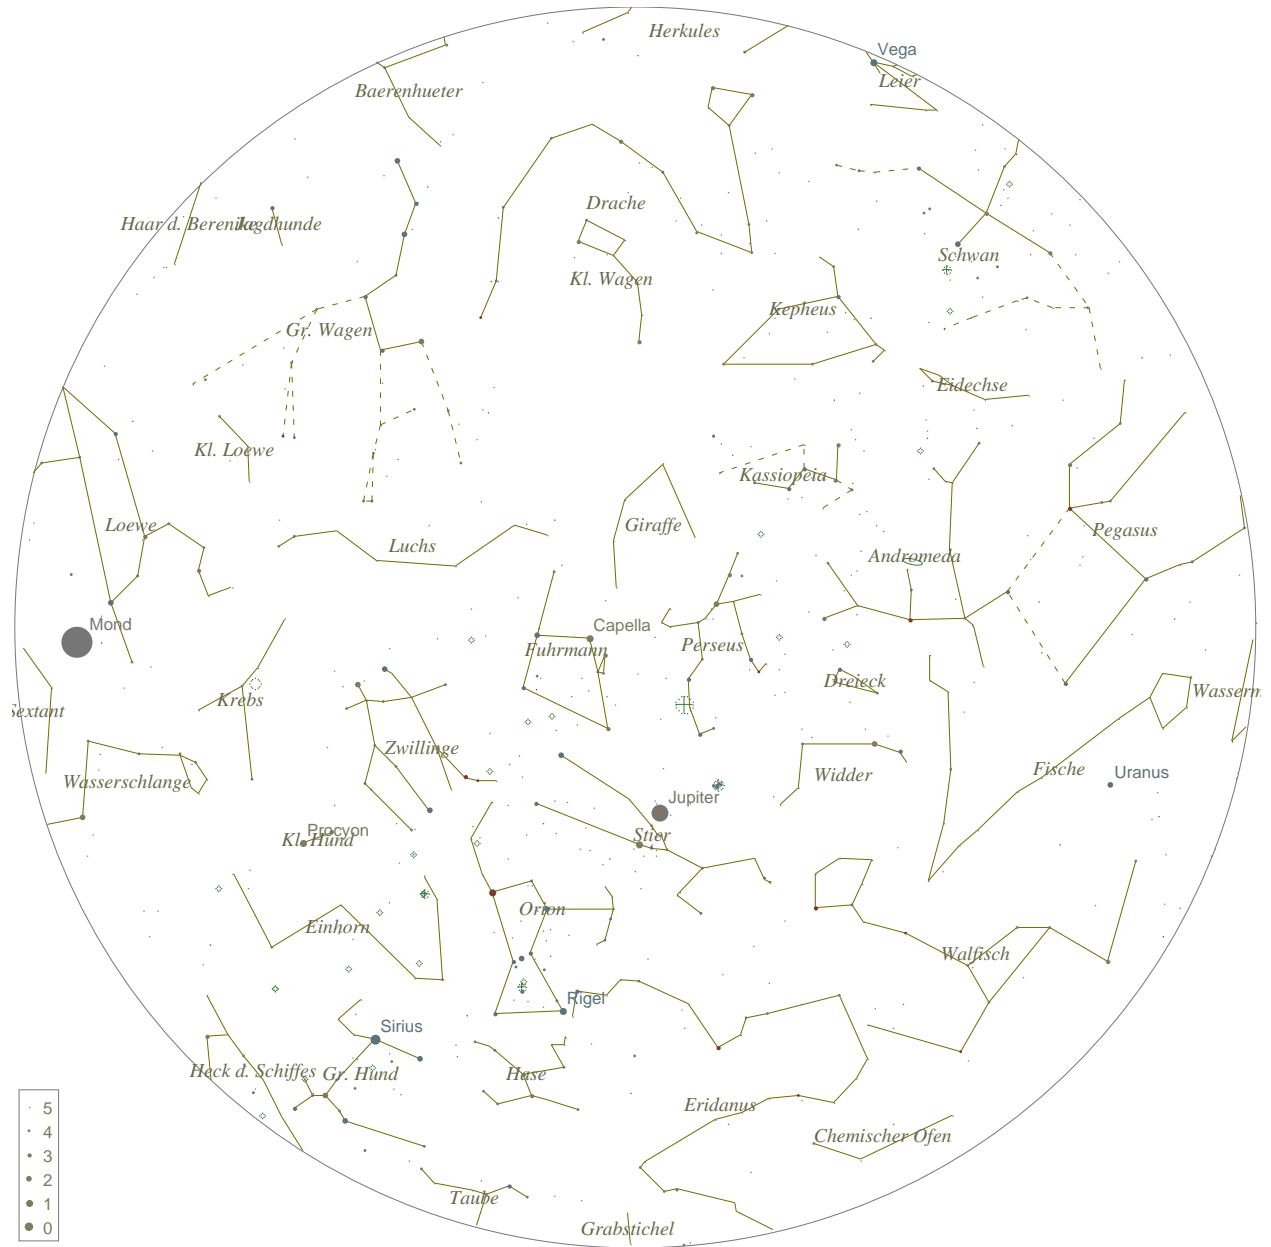 Herkules
Vega
Leier
Baerenhueter
Drache
Haar d. Berenike
Jagdhunde
Schwan
Kl. Wagen
Kepheus
Gr. Wagen
Eidechse
Kl. Loewe
Kassiopeia
Loewe
Giraffe
Pegasus
Luchs
Andromeda
Mond
Capella
Fuhrmann
Perseus
Dreieck
Krebs
Wasserm
Sextant
Zwillinge
Wasserschlange
Widder
Fische
Uranus
Jupiter
Procyon
Kl. Hund
Stier
Orion
Einhorn
Walfisch
Rigel
Sirius
Heck d. Schiffes
Gr. Hund
Hase
Eridanus
Chemischer Ofen
Taube
Grabstichel
5
4
3
2
1
0